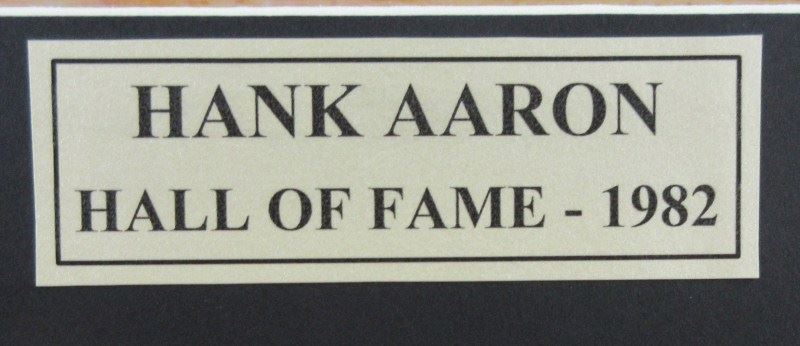 HANK AARON
HALL OF FAME - 1982